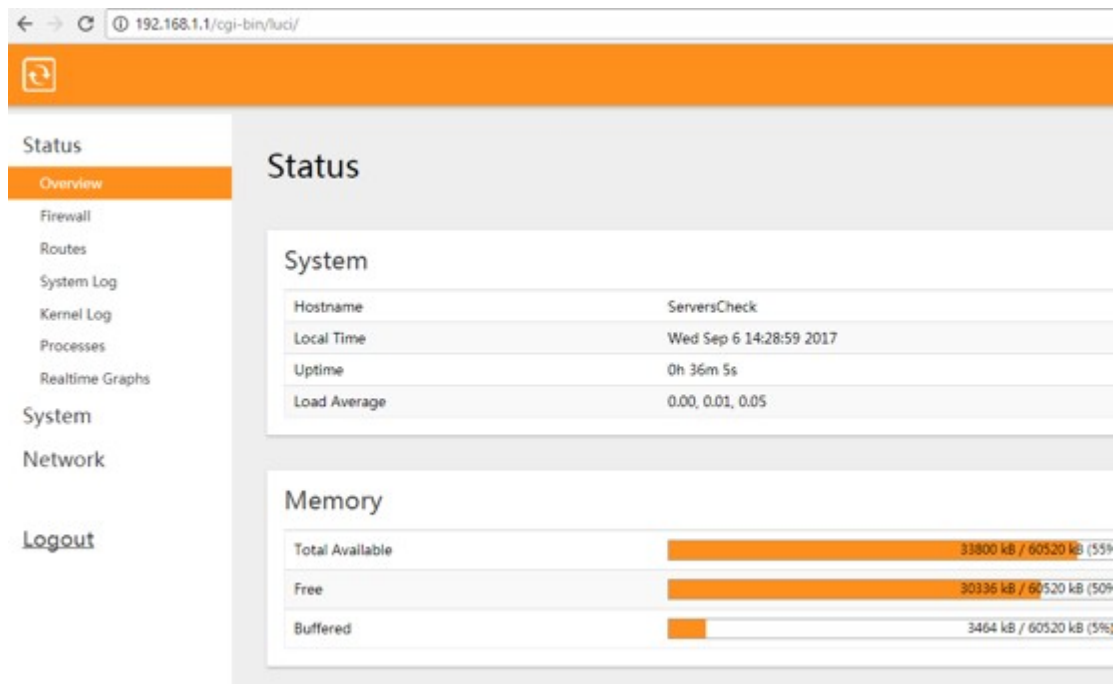 192.168.1.1/cgi-bin/luci/
Status
Overview
Firewall
Routes
System Log
Kernel Log
Processes
Realtime Graphs
System
Network
Logout
Status
System
Hostname ServersCheck
Local Time Wed Sep 6 14:28:59 2017
Uptime 0h 36m 5s
Load Average 0.00, 0.01, 0.05
Memory
Total Available 33800 kB / 60520 kB (55%
Free 30336 kB / 60520 kB (50%
Buffered 3464 kB / 60520 kB (5%)